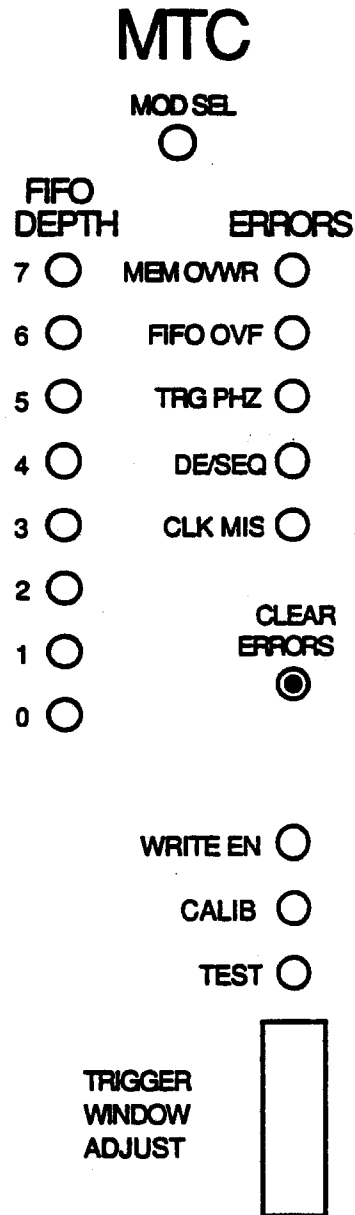 MTC
MOD SEL
FIFO
DEPTH
ERRORS
7
MEM OVWR
6
FIFO OVF
5
TRG PHZ
4
DE/SEQ
3
CLK MIS
2
1
0
CLEAR
ERRORS
WRITE EN
CALIB
TEST
TRIGGER
WINDOW
ADJUST